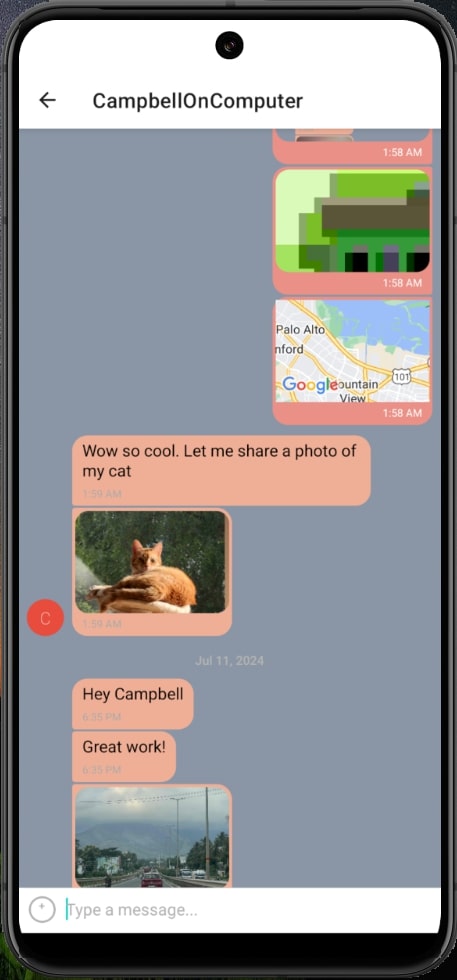 CampbellOnComputer
1:58 AM
1:58 AM
Palo Alto
nford
101
Google
ountain
View
1:58 AM
Wow so cool. Let me share a photo of
my cat
1:59 AM
C
1:59 AM
Jul 11, 2024
Hey Campbell
6:35 PM
Great work!
6:35 PM
Type a message...